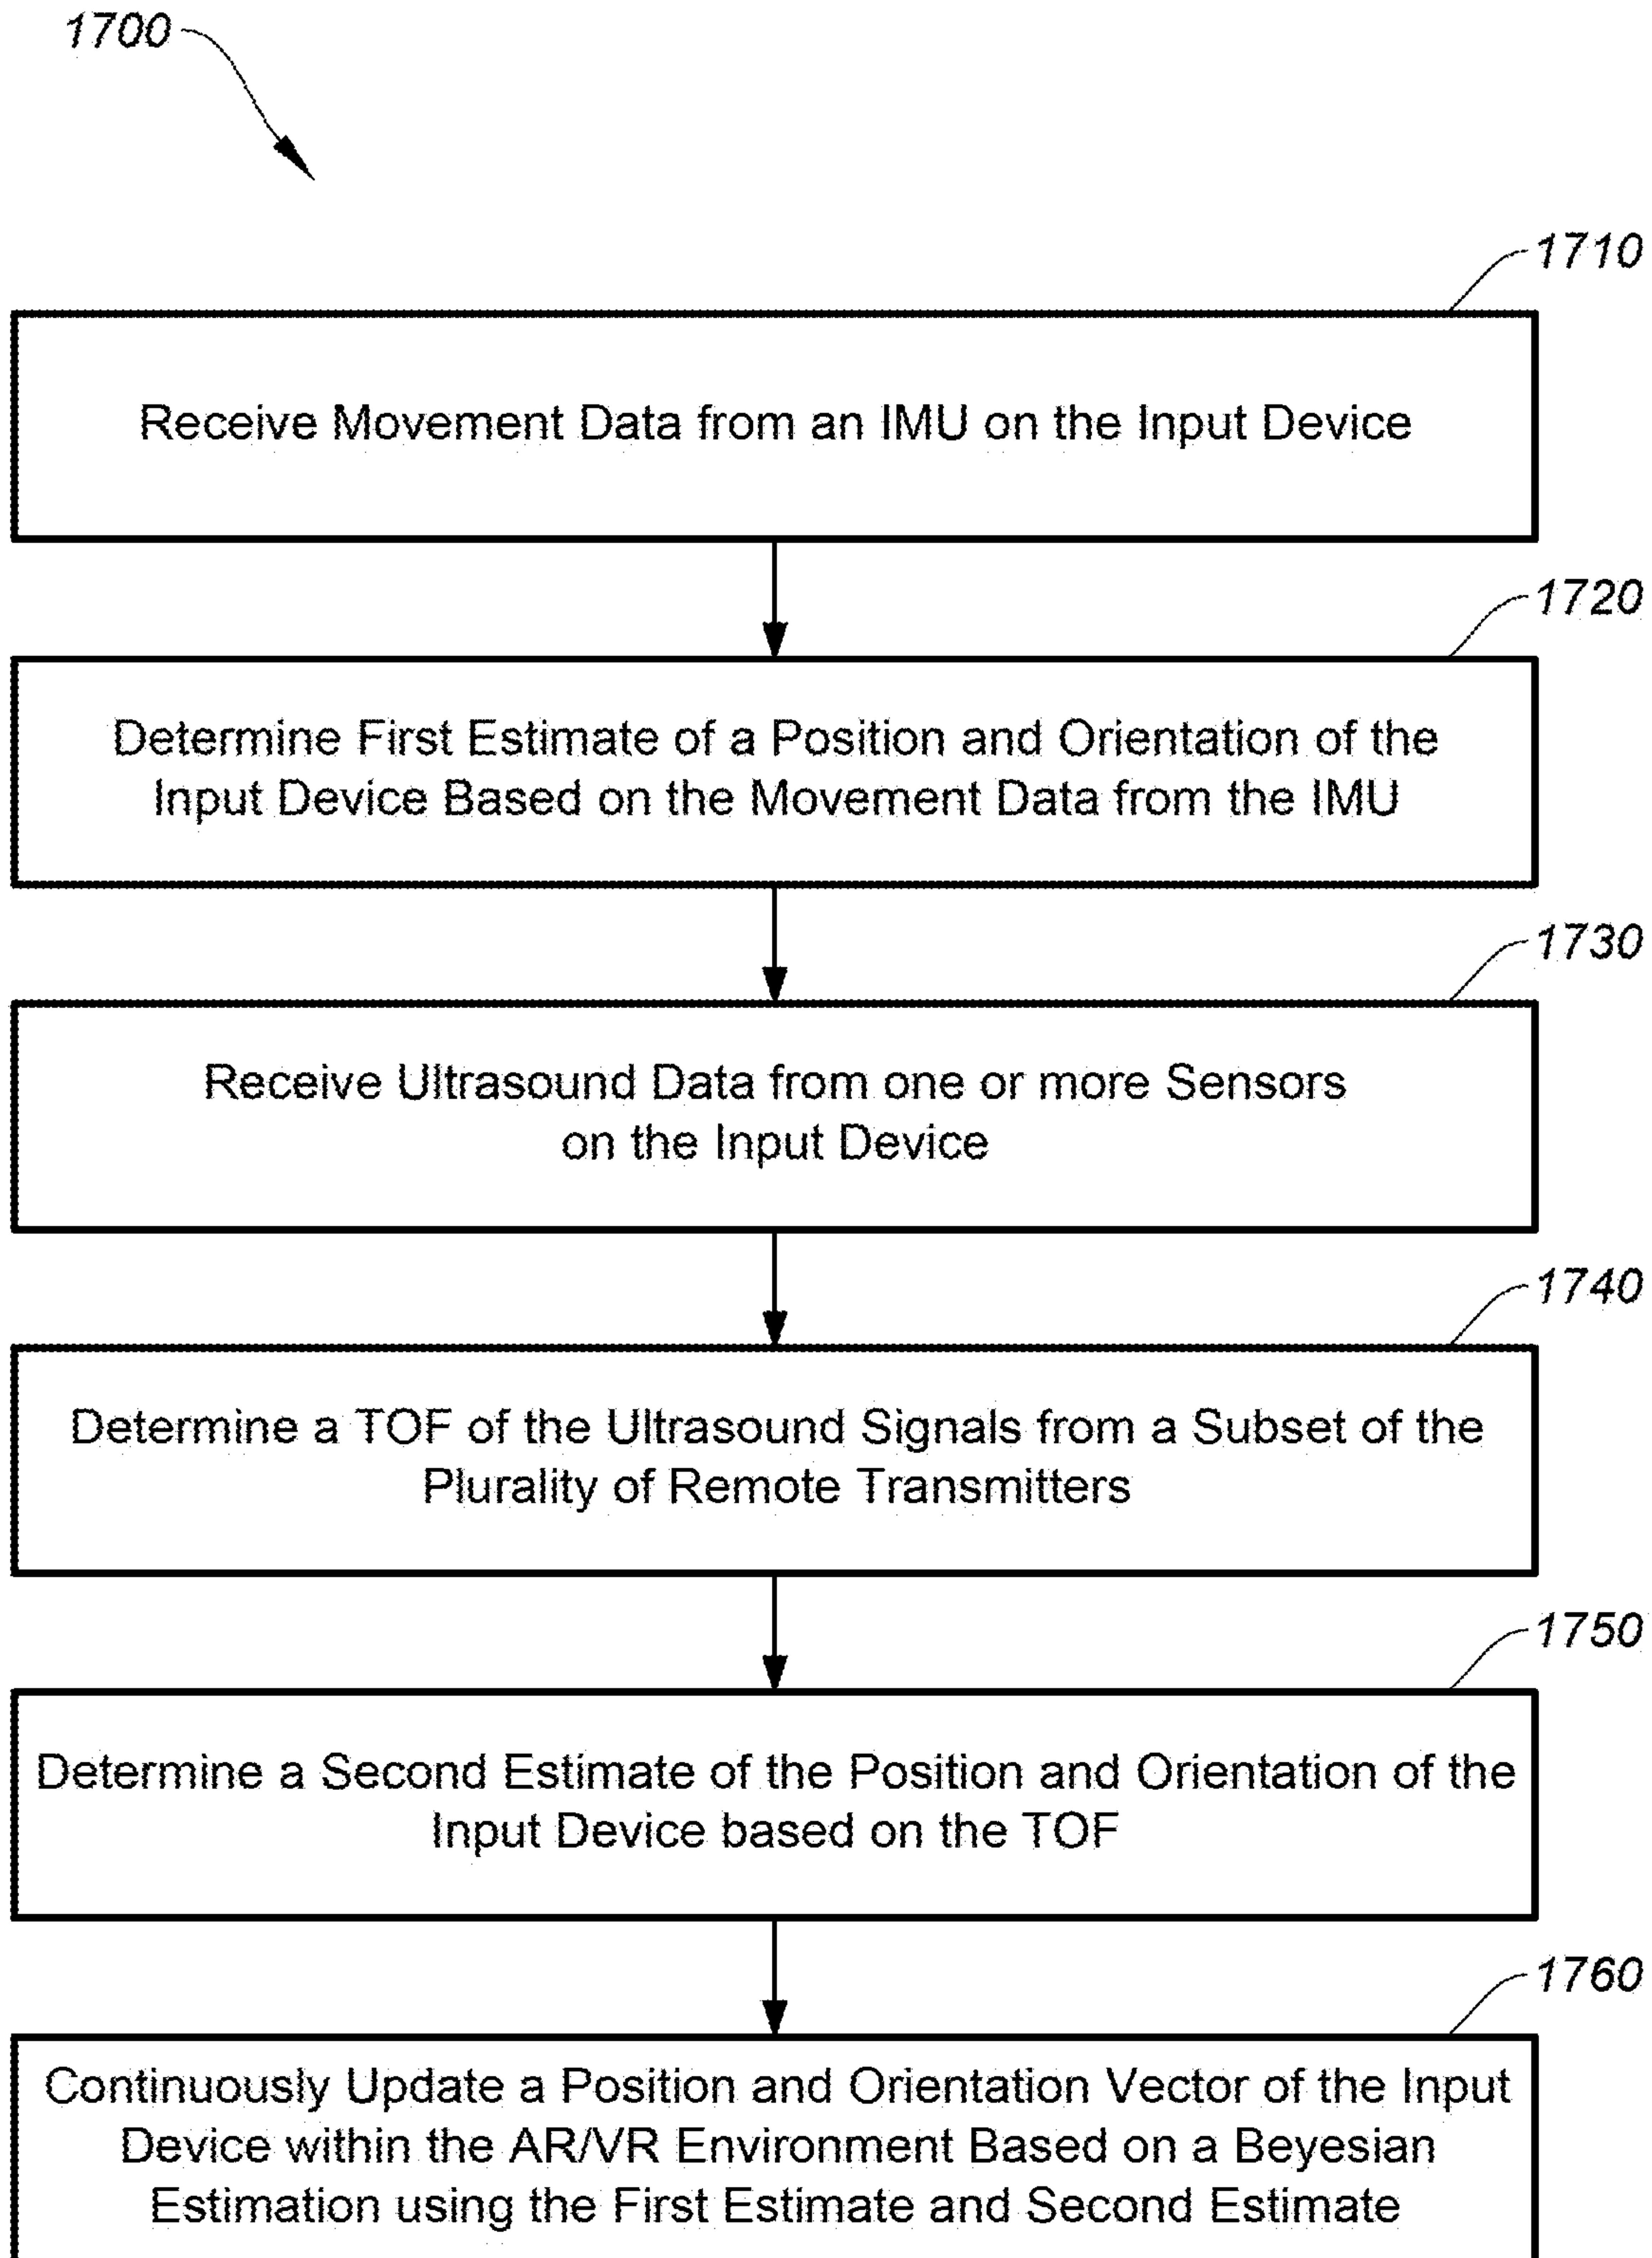 1700
1710
Receive Movement Data from an IMU on the Input Device
1720
Determine First Estimate of a Position and Orientation of the
Input Device Based on the Movement Data from the IMU
1730
Receive Ultrasound Data from one or more Sensors
on the Input Device
1740
Determine a TOF of the Ultrasound Signals from a Subset of the
Plurality of Remote Transmitters
1750
Determine a Second Estimate of the Position and Orientation of the
Input Device based on the TOF
1760
Continuously Update a Position and Orientation Vector of the Input
Device within the AR/VR Environment Based on a Beyesian
Estimation using the First Estimate and Second Estimate